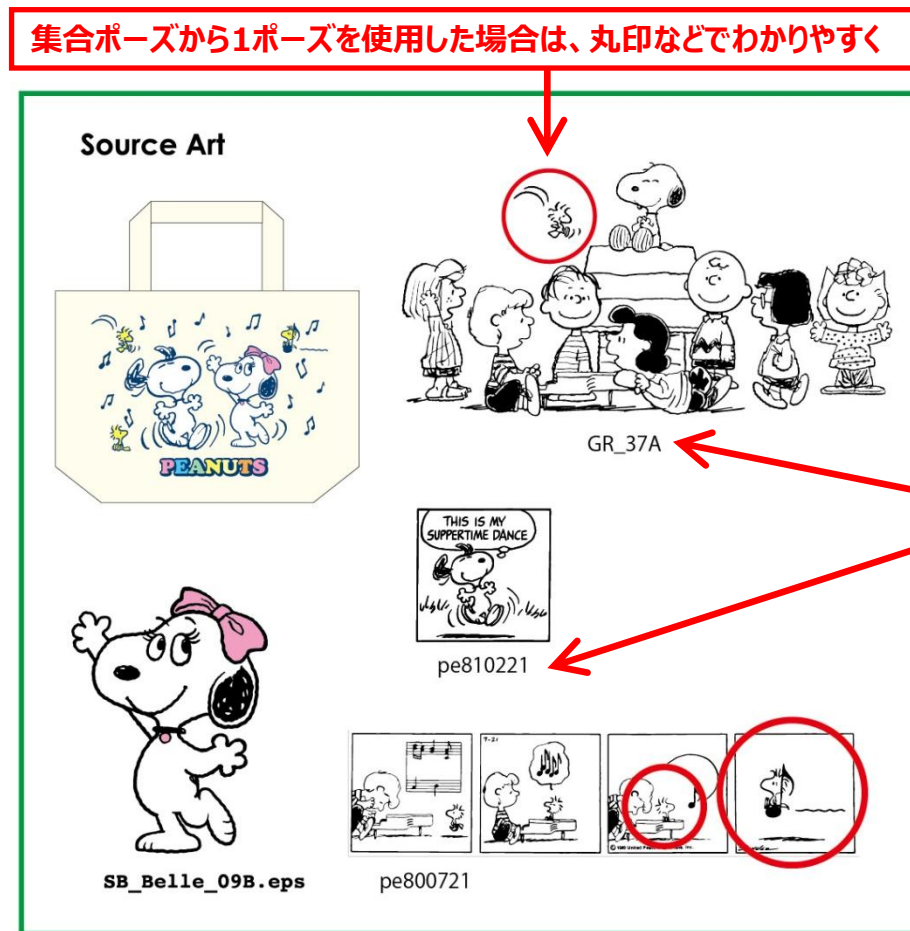 集合ポーズから1ポーズを使用した場合は、丸印などでわかりやすく
Source Art
PEANUTS
GR_37A
THIS IS MY
SUPPERTIME DANCE
pe810221
SB_Belle_09B.eps
7-21
pe800721